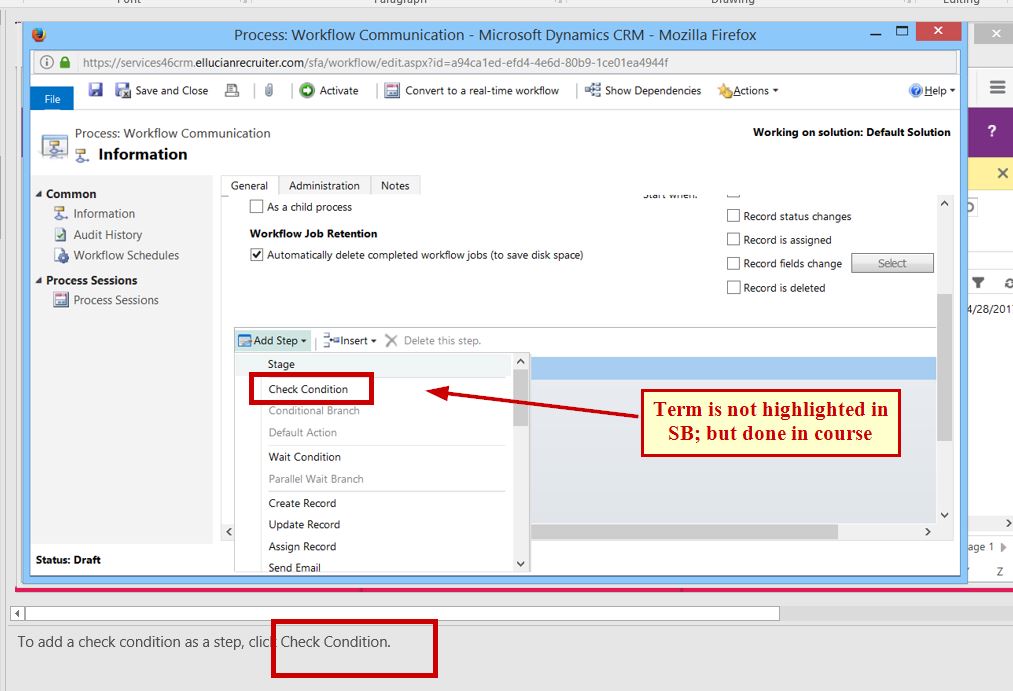 Font
Paragraph
Drawing
Editing
Process: Workflow Communication - Microsoft Dynamics CRM - Mozilla Firefox
https://services46crm.ellucianrecruiter.com/sfa/workflow/edit.aspx?id=a94ca1ed-efd4-4e6d-80b9-1ce01ea4944f
File
Save and Close
Activate
Convert to a real-time workflow
Show Dependencies
Actions
Help
Process: Workflow Communication
Information
Working on solution: Default Solution
?
Common
Information
Audit History
Workflow Schedules
Process Sessions
Process Sessions
General
Administration
Notes
Start when:
As a child process
Record status changes
Workflow Job Retention
Record is assigned
Automatically delete completed workflow jobs (to save disk space)
Record fields change
Select
Record is deleted
4/28/2017
Add Step
Insert
Delete this step.
Stage
Check Condition
Conditional Branch
Default Action
Wait Condition
Parallel Wait Branch
Create Record
Update Record
Assign Record
Send Email
Term is not highlighted in
SB; but done in course
Status: Draft
age 1
Z
To add a check condition as a step, click Check Condition.